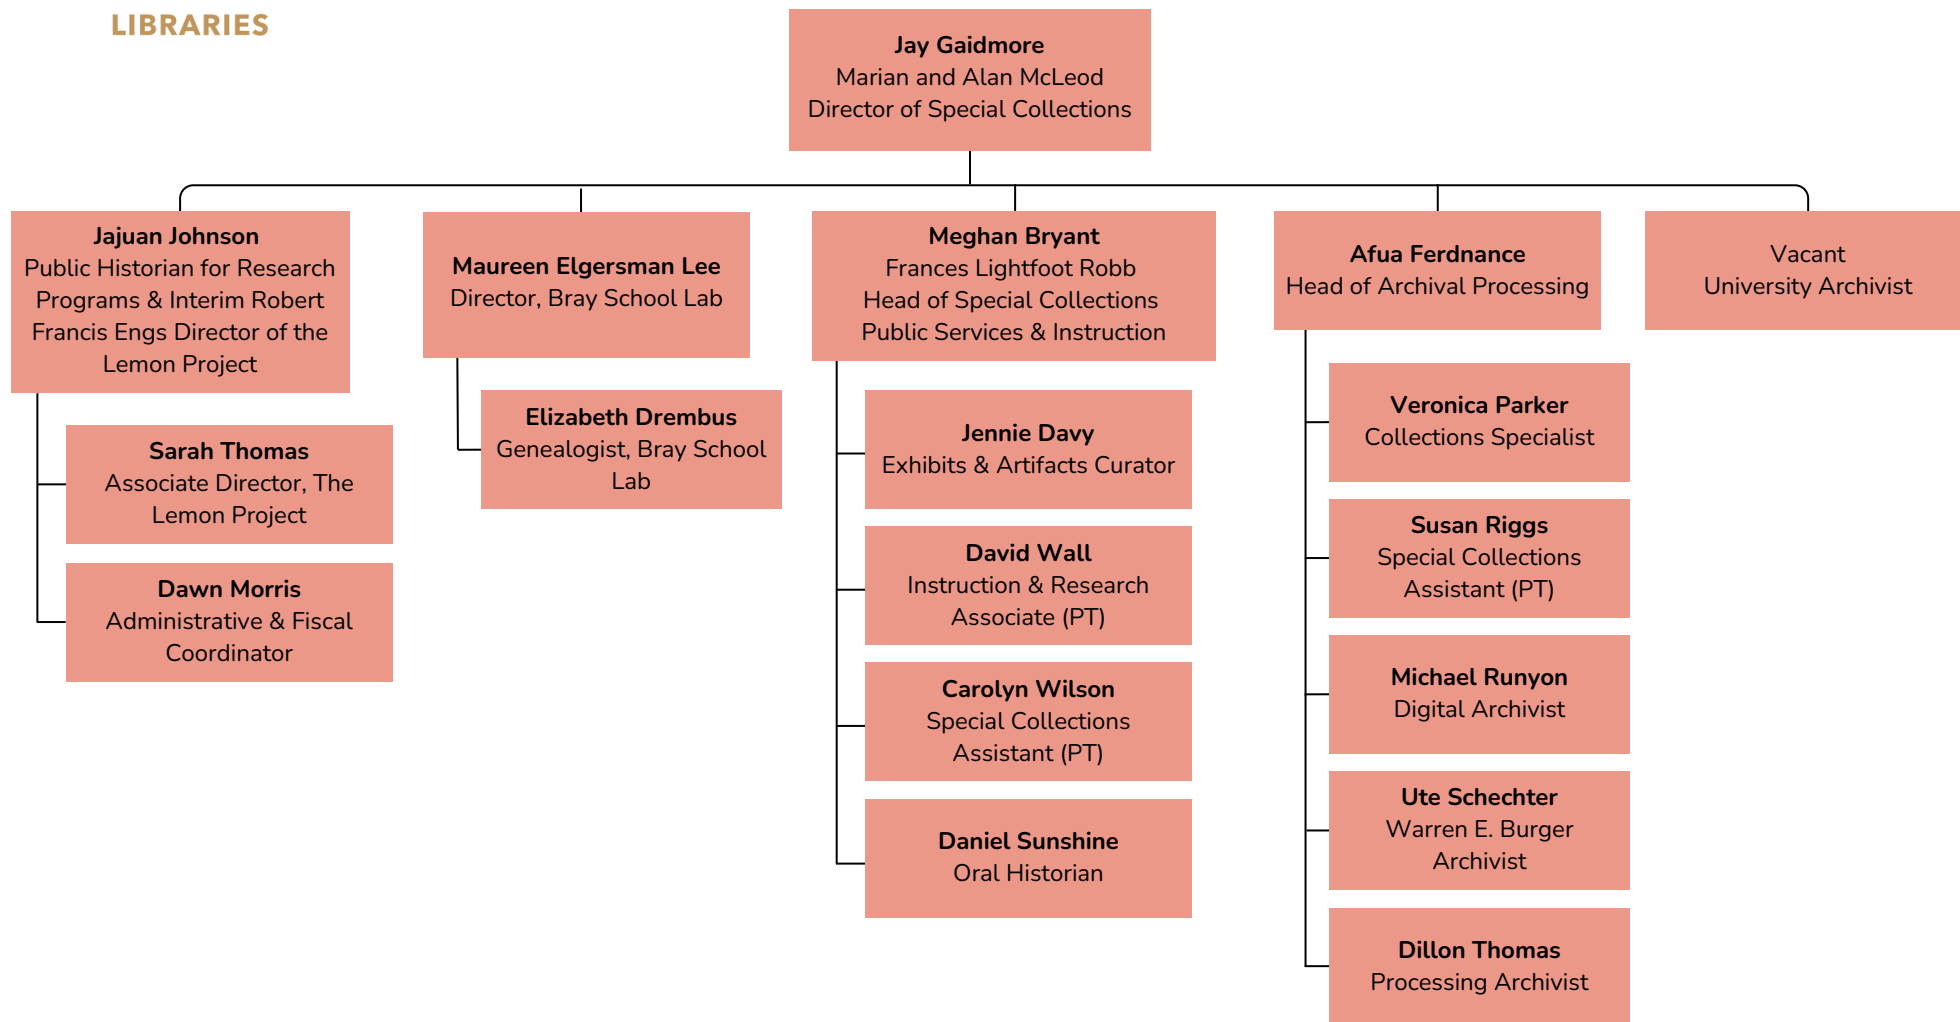 LIBRARIES
Jay Gaidmore
Marian and Alan McLeod
Director of Special Collections
Jajuan Johnson
Public Historian for Research
Programs & Interim Robert
Francis Engs Director of the
Lemon Project
Sarah Thomas
Associate Director, The
Lemon Project
Dawn Morris
Administrative & Fiscal
Coordinator
Maureen Elgersman Lee
Director, Bray School Lab
Elizabeth Drembus
Genealogist, Bray School
Lab
Meghan Bryant
Frances Lightfoot Robb
Head of Special Collections
Public Services & Instruction
Jennie Davy
Exhibits & Artifacts Curator
David Wall
Instruction & Research
Associate (PT)
Carolyn Wilson
Special Collections
Assistant (PT)
Daniel Sunshine
Oral Historian
Afua Ferdnance
Head of Archival Processing
Veronica Parker
Collections Specialist
Susan Riggs
Special Collections
Assistant (PT)
Michael Runyon
Digital Archivist
Ute Schechter
Warren E. Burger
Archivist
Dillon Thomas
Processing Archivist
Vacant
University Archivist